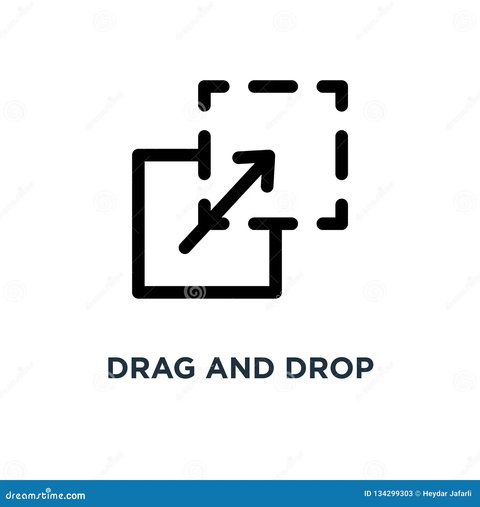 DRAG AND DROP
dreamstime.com
ID 134299303 © Heydar Jafarli